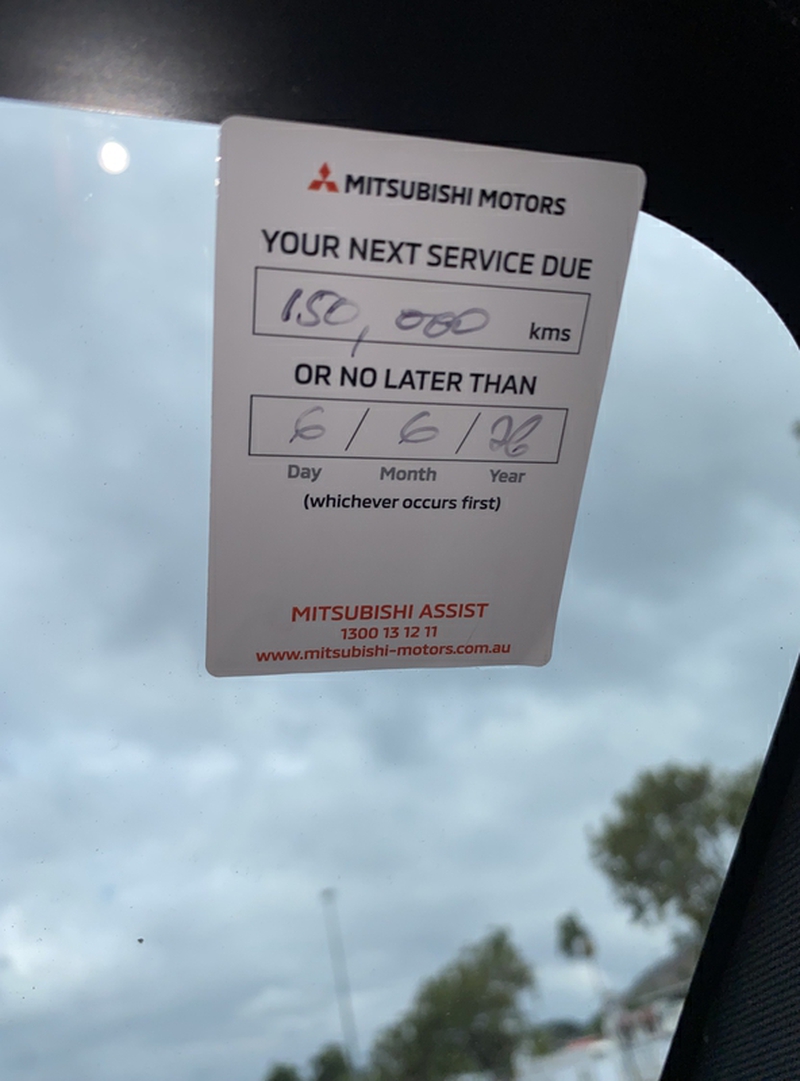 MITSUBISHI MOTORS
YOUR NEXT SERVICE DUE
150,000 kms
OR NO LATER THAN
6 / 6 / 26
Day Month Year
(whichever occurs first)
MITSUBISHI ASSIST
1300 13 12 11
www.mitsubishi-motors.com.au